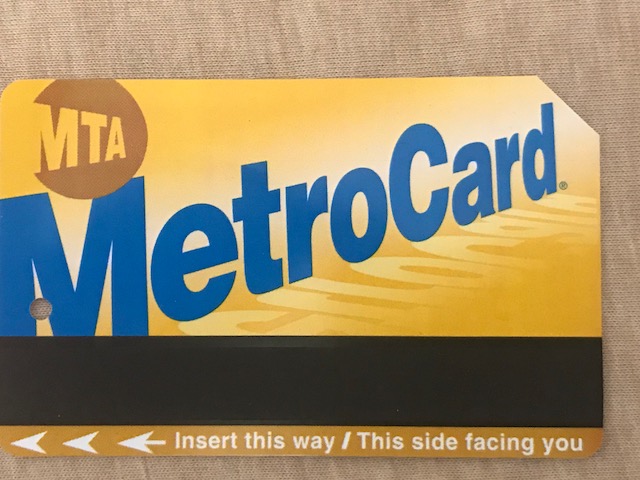 MTA
MetroCard®
Insert this way / This side facing you